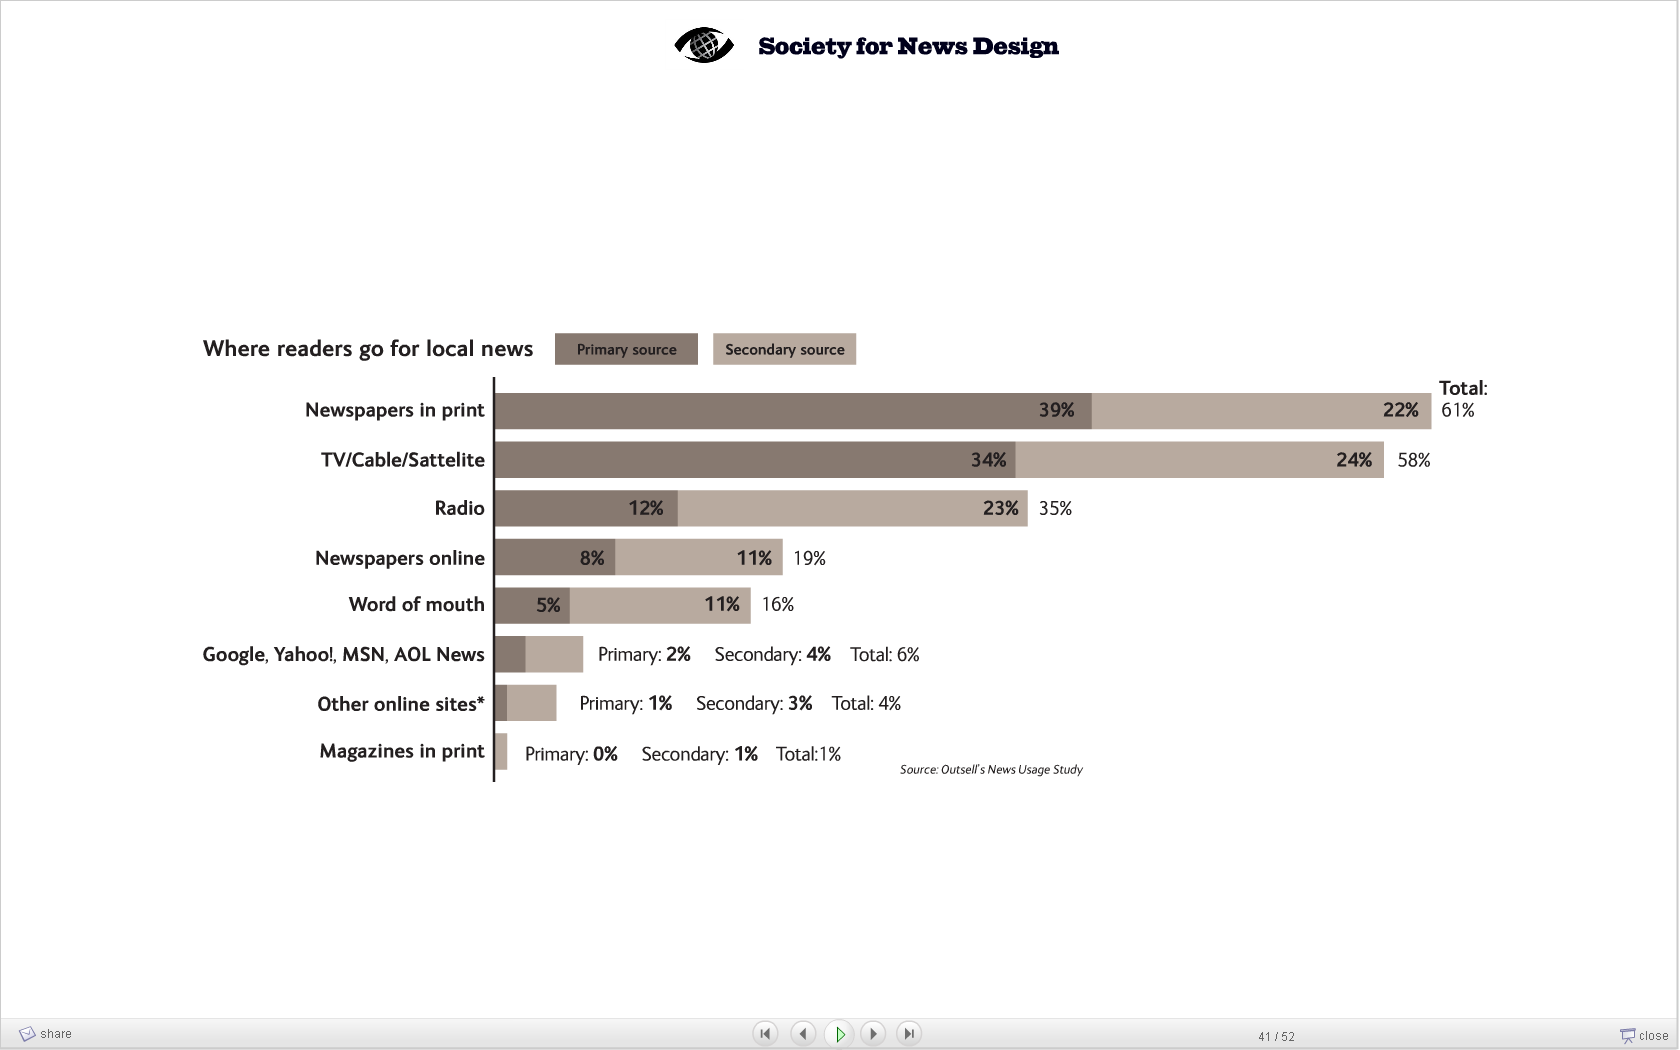 Society for News Design
Where readers go for local news
Primary source
Secondary source
Total:
Newspapers in print 39% 22% 61%
TV/Cable/Sattelite 34% 24% 58%
Radio 12% 23% 35%
Newspapers online 8% 11% 19%
Word of mouth 5% 11% 16%
Google, Yahoo!, MSN, AOL News Primary: 2% Secondary: 4% Total: 6%
Other online sites* Primary: 1% Secondary: 3% Total: 4%
Magazines in print Primary: 0% Secondary: 1% Total:1%
Source: Outsell's News Usage Study
share 41 / 52 close